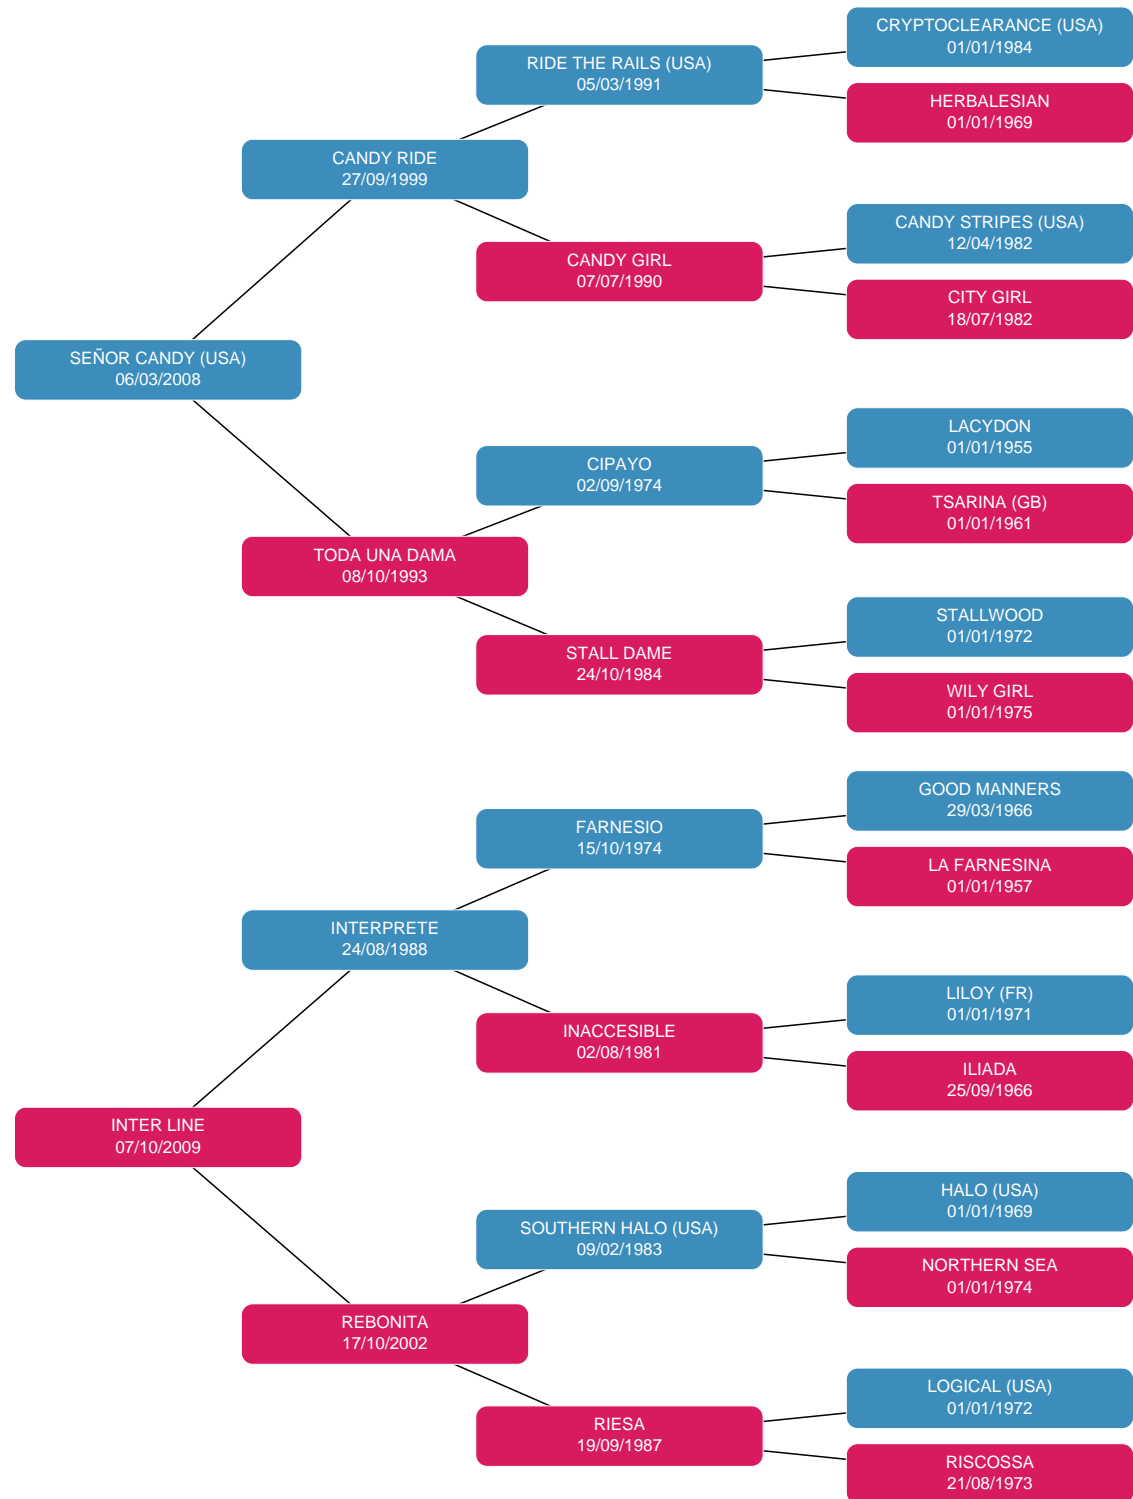 CRYPTOCLEARANCE (USA)
01/01/1984
RIDE THE RAILS (USA)
05/03/1991
HERBALESIAN
01/01/1969
CANDY RIDE
27/09/1999
CANDY STRIPES (USA)
12/04/1982
CANDY GIRL
07/07/1990
CITY GIRL
18/07/1982
SEÑOR CANDY (USA)
06/03/2008
LACYDON
01/01/1955
CIPAYO
02/09/1974
TSARINA (GB)
01/01/1961
TODA UNA DAMA
08/10/1993
STALLWOOD
01/01/1972
STALL DAME
24/10/1984
WILY GIRL
01/01/1975
GOOD MANNERS
29/03/1966
FARNESIO
15/10/1974
LA FARNESINA
01/01/1957
INTERPRETE
24/08/1988
LILOY (FR)
01/01/1971
INACCESIBLE
02/08/1981
ILIADA
25/09/1966
INTER LINE
07/10/2009
HALO (USA)
01/01/1969
SOUTHERN HALO (USA)
09/02/1983
NORTHERN SEA
01/01/1974
REBONITA
17/10/2002
LOGICAL (USA)
01/01/1972
RIESA
19/09/1987
RISCOSSA
21/08/1973